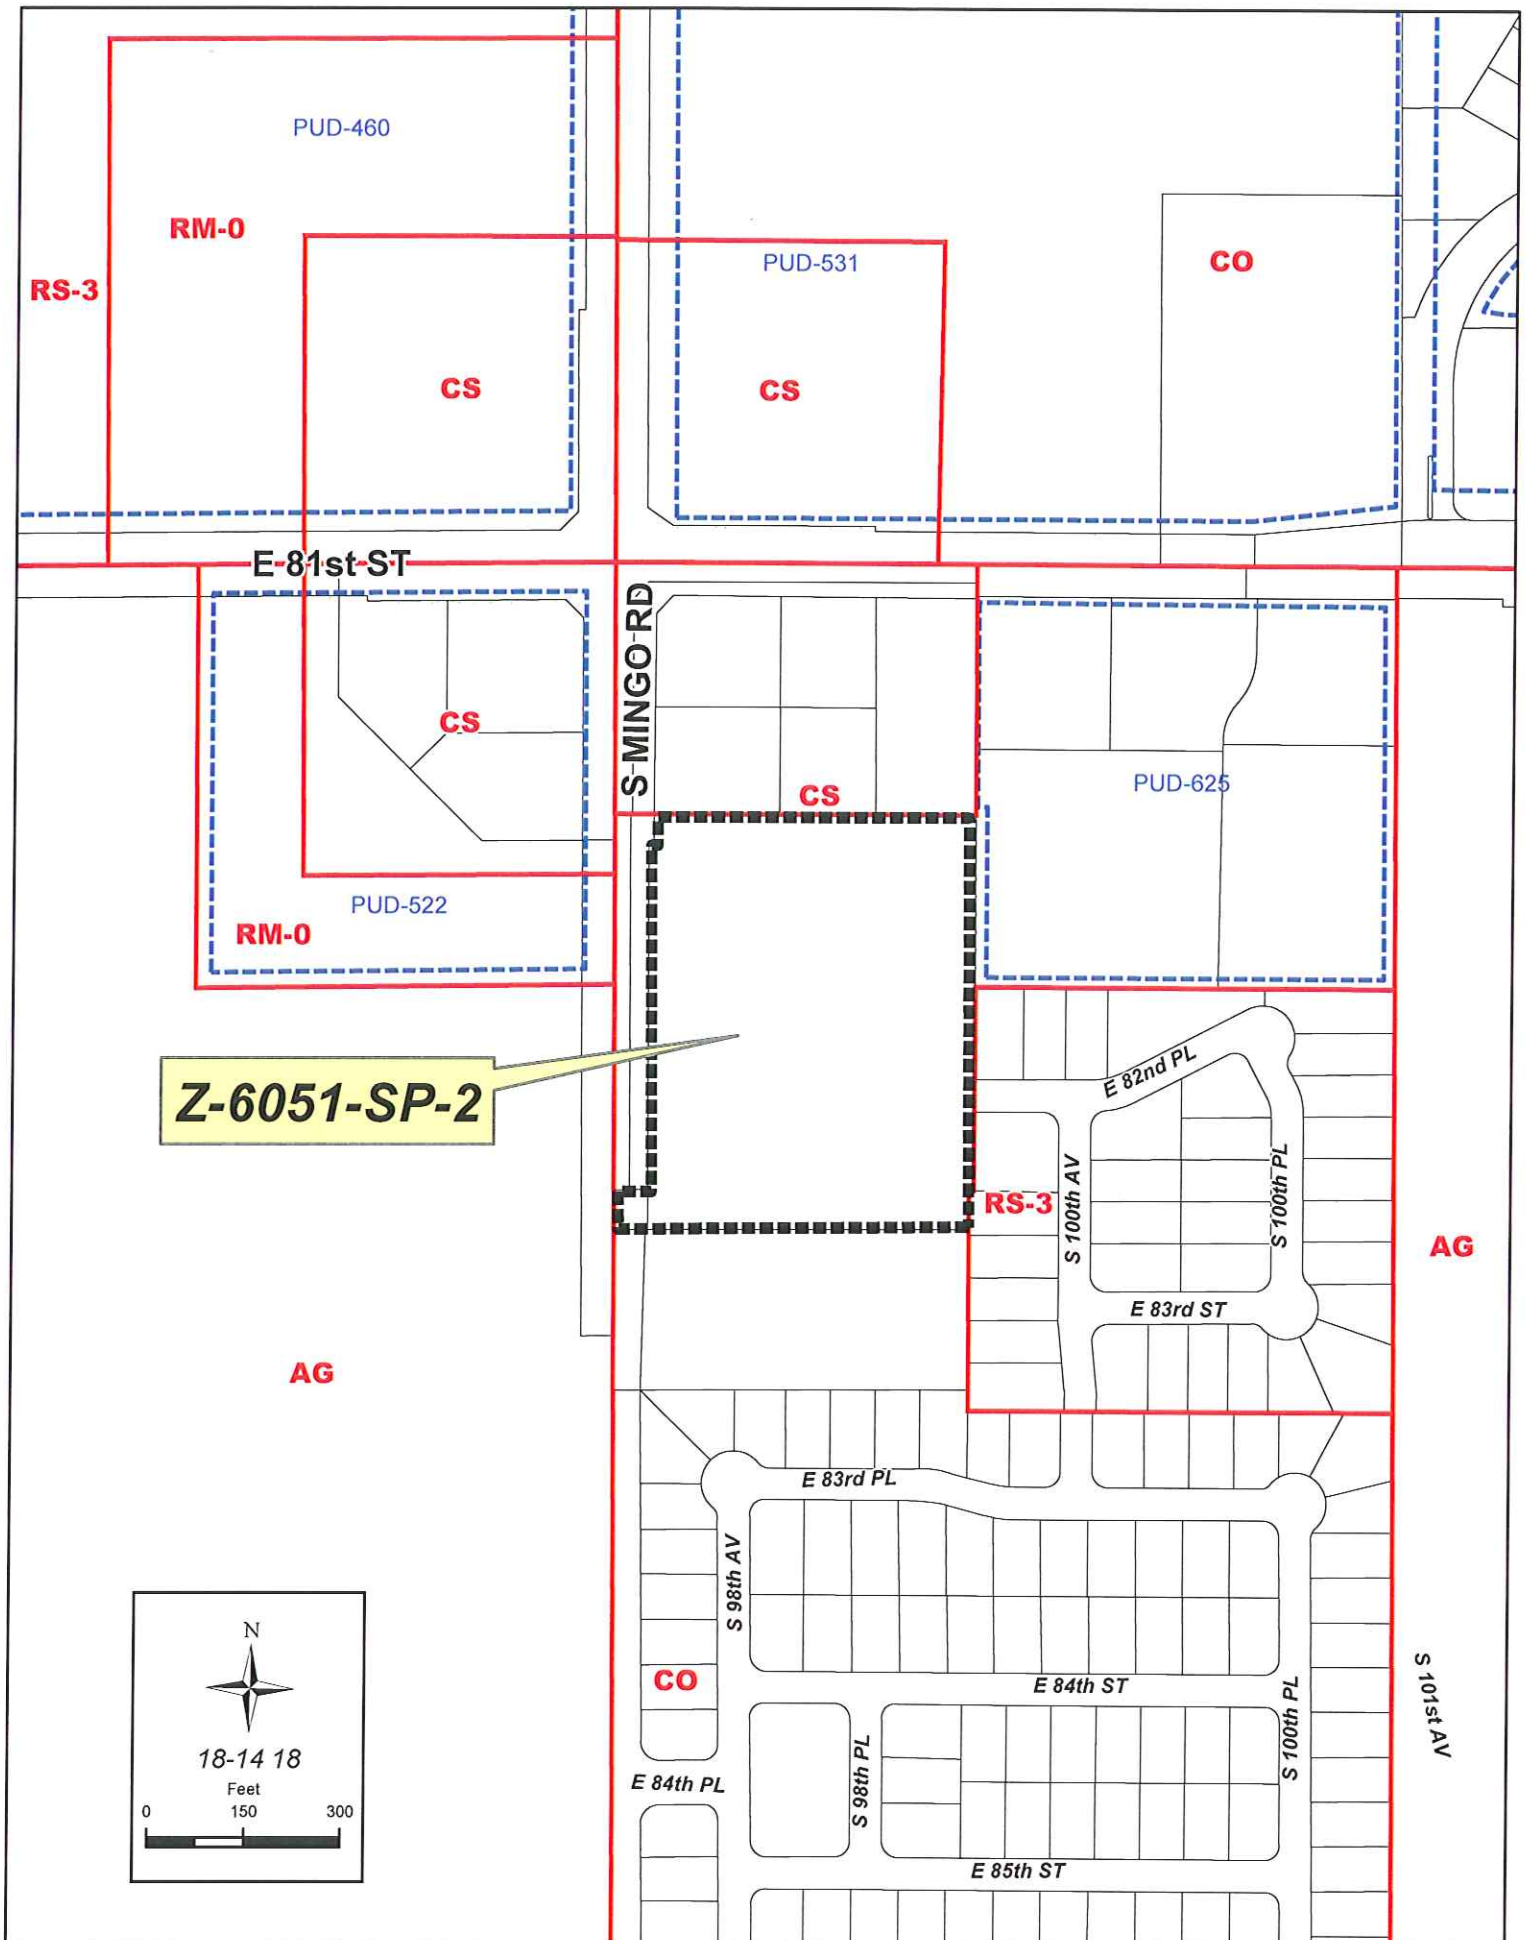 PUD-460
RM-0
RS-3
CS
PUD-531
CS
CO
E 81st ST
S MINGO RD
CS
CS
PUD-625
PUD-522
RM-0
Z-6051-SP-2
E 82nd PL
S 100th AV
S 100th PL
RS-3
AG
E 83rd ST
AG
E 83rd PL
S 98th AV
CO
E 84th ST
S 100th PL
S 101st AV
E 84th PL
S 98th PL
E 85th ST
N
18-14 18
Feet
0 150 300